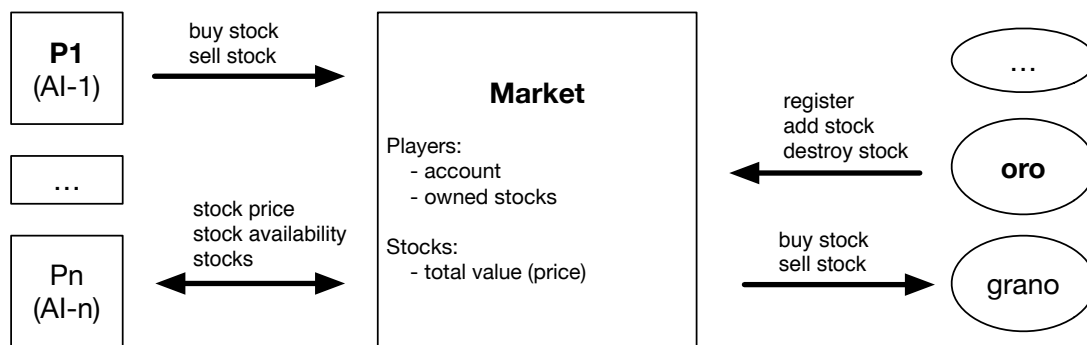 P1
(AI-1)
...
Pn
(AI-n)
buy stock
sell stock
stock price
stock availability
stocks
Market
Players:
- account
- owned stocks
Stocks:
- total value (price)
register
add stock
destroy stock
buy stock
sell stock
...
oro
grano